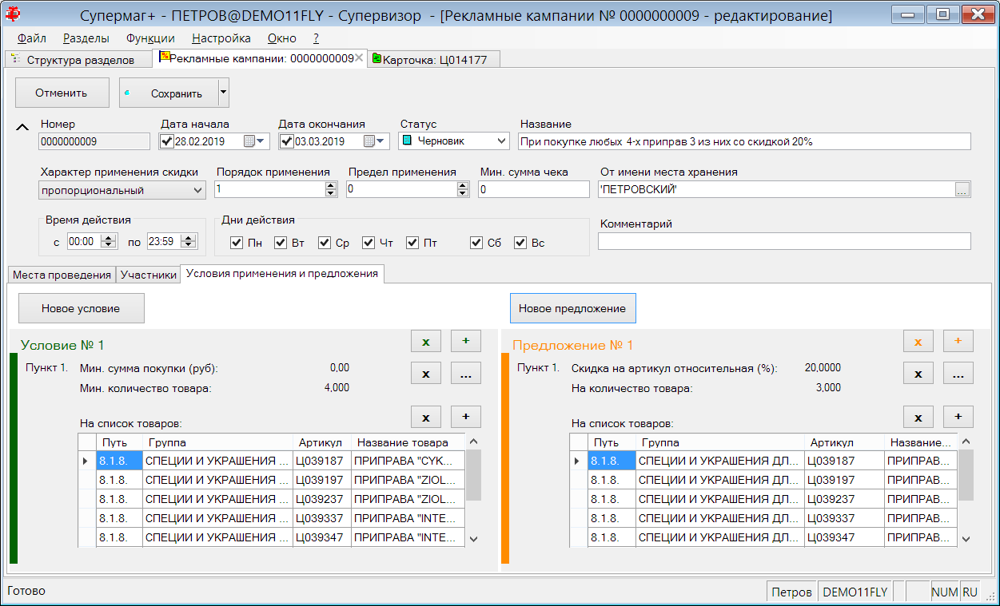 Супермаг+ - ПЕТРОВ@DEMO11FLY - Супервизор - [Рекламные кампании № 0000000009 - редактирование]
Файл Разделы Функции Настройка Окно ?
Структура разделов Рекламные кампании: 0000000009 Карточка: Ц014177
Отменить Сохранить
Номер Дата начала Дата окончания Статус Название
0000000009 28.02.2019 03.03.2019 Черновик При покупке любых 4-х приправ 3 из них со скидкой 20%
Характер применения скидки Порядок применения Предел применения Мин. сумма чека От имени места хранения
пропорциональный 1 0 0 'ПЕТРОВСКИЙ' ...
Время действия Дни действия Комментарий
с 00:00 по 23:59 Пн Вт Ср Чт Пт Сб Вс
Места проведения Участники Условия применения и предложения
Новое условие Новое предложение
Условие № 1 x + Предложение № 1 x +
Пункт 1. Мин. сумма покупки (руб): 0,00 x ... Пункт 1. Скидка на артикул относительная (%): 20,0000 x ...
Мин. количество товара: 4,000 На количество товара: 3,000
На список товаров: x + На список товаров: x +
Путь Группа Артикул Название товара Путь Группа Артикул Название...
8.1.8. СПЕЦИИ И УКРАШЕНИЯ ... Ц039187 ПРИПРАВА "CYK... 8.1.8. СПЕЦИИ И УКРАШЕНИЯ ДЛ... Ц039187 ПРИПРАВ...
8.1.8. СПЕЦИИ И УКРАШЕНИЯ ... Ц039197 ПРИПРАВА "ZIOL... 8.1.8. СПЕЦИИ И УКРАШЕНИЯ ДЛ... Ц039197 ПРИПРАВ...
8.1.8. СПЕЦИИ И УКРАШЕНИЯ ... Ц039237 ПРИПРАВА "ZIOL... 8.1.8. СПЕЦИИ И УКРАШЕНИЯ ДЛ... Ц039237 ПРИПРАВ...
8.1.8. СПЕЦИИ И УКРАШЕНИЯ ... Ц039337 ПРИПРАВА "INTE... 8.1.8. СПЕЦИИ И УКРАШЕНИЯ ДЛ... Ц039337 ПРИПРАВ...
8.1.8. СПЕЦИИ И УКРАШЕНИЯ ... Ц039347 ПРИПРАВА "INTE... 8.1.8. СПЕЦИИ И УКРАШЕНИЯ ДЛ... Ц039347 ПРИПРАВ...
Готово Петров DEMO11FLY NUM RU